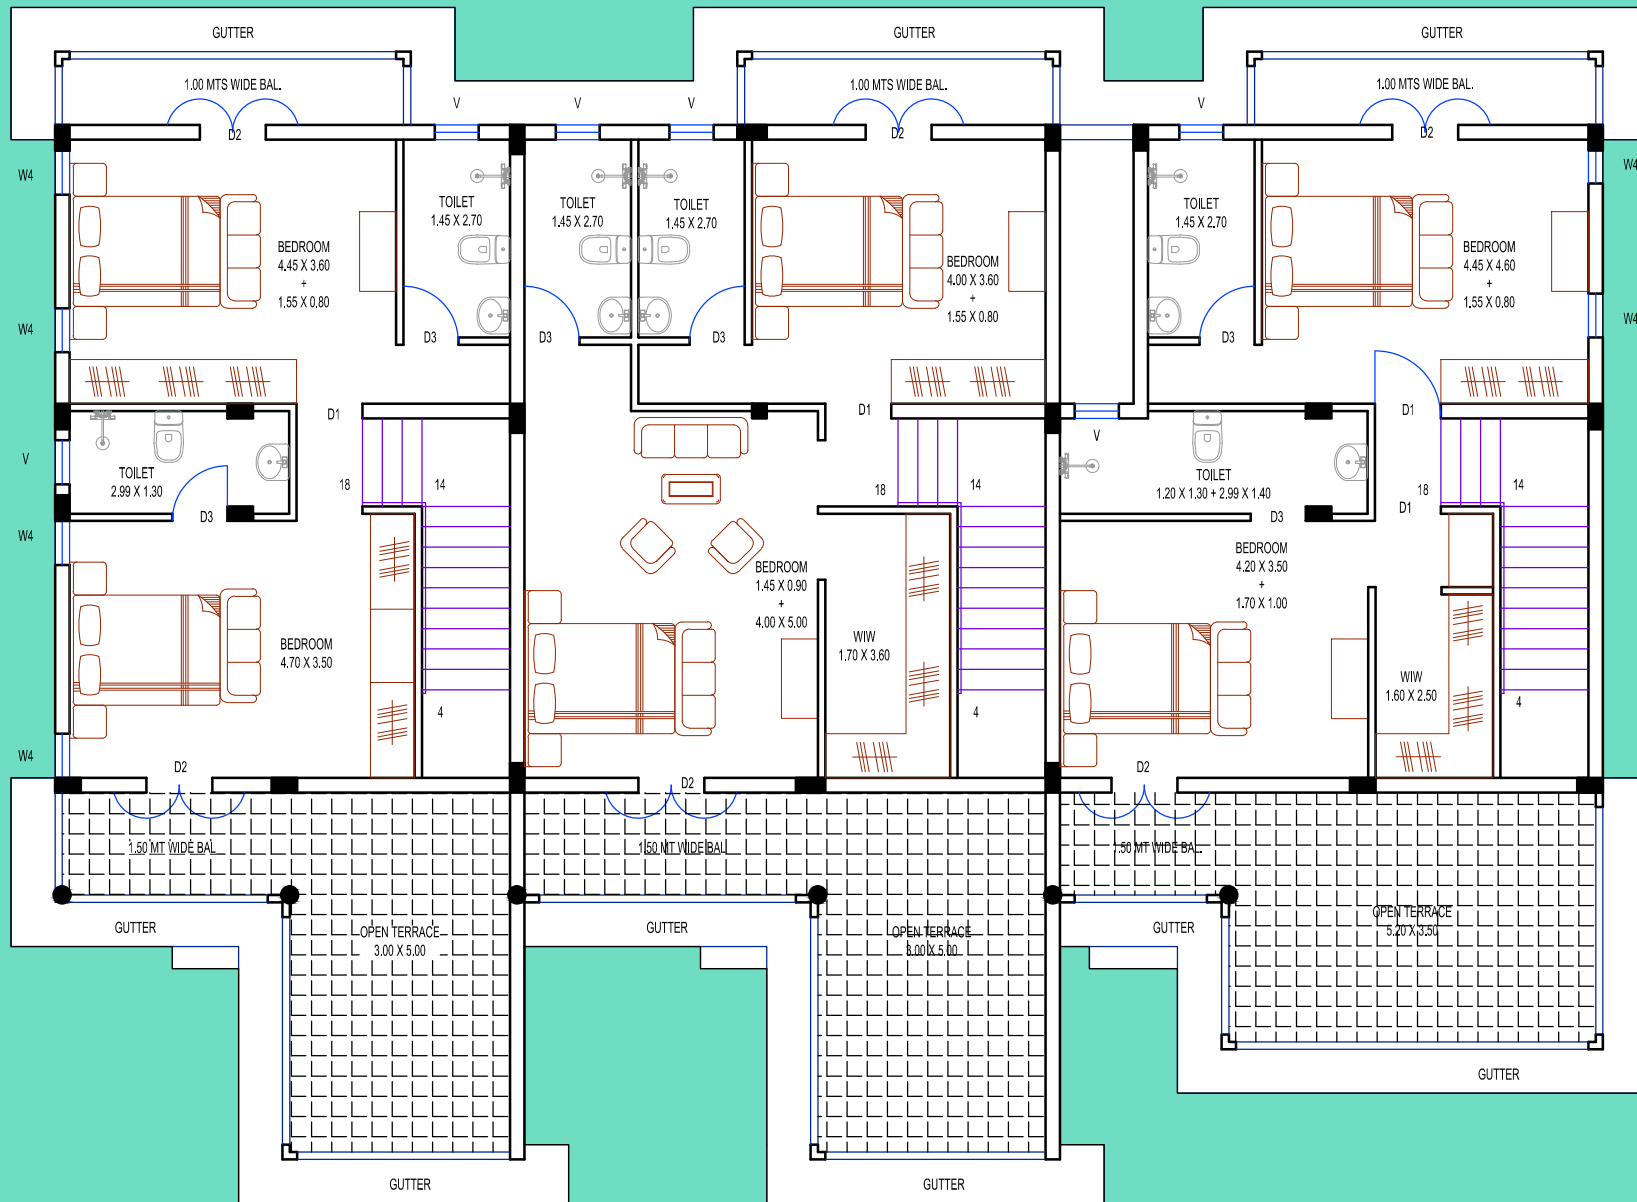 GUTTER
GUTTER
GUTTER
1.00 MTS WIDE BAL.
1.00 MTS WIDE BAL.
1.00 MTS WIDE BAL.
V
V
V
V
D2
D2
D2
W4
W4
TOILET
1.45 X 2.70
TOILET
1.45 X 2.70
TOILET
1.45 X 2.70
TOILET
1.45 X 2.70
BEDROOM
4.45 X 3.60
+
1.55 X 0.80
BEDROOM
4.00 X 3.60
+
1.55 X 0.80
BEDROOM
4.45 X 4.60
+
1.55 X 0.80
W4
W4
D3
D3
D3
D3
D1
D1
D1
V
V
TOILET
2.99 X 1.30
TOILET
1.20 X 1.30 + 2.99 X 1.40
18
14
18
14
18
14
D3
D3
D1
W4
BEDROOM
4.70 X 3.50
BEDROOM
1.45 X 0.90
+
4.00 X 5.00
BEDROOM
4.20 X 3.50
+
1.70 X 1.00
WIW
1.70 X 3.60
WIW
1.60 X 2.50
4
4
4
W4
D2
D2
D2
1.50 MT WIDE BAL
1.50 MT WIDE BAL
1.50 MT WIDE BAL.
GUTTER
GUTTER
GUTTER
OPEN TERRACE
3.00 X 5.00
OPEN TERRACE
3.00 X 5.00
OPEN TERRACE
5.20 X 3.50
GUTTER
GUTTER
GUTTER